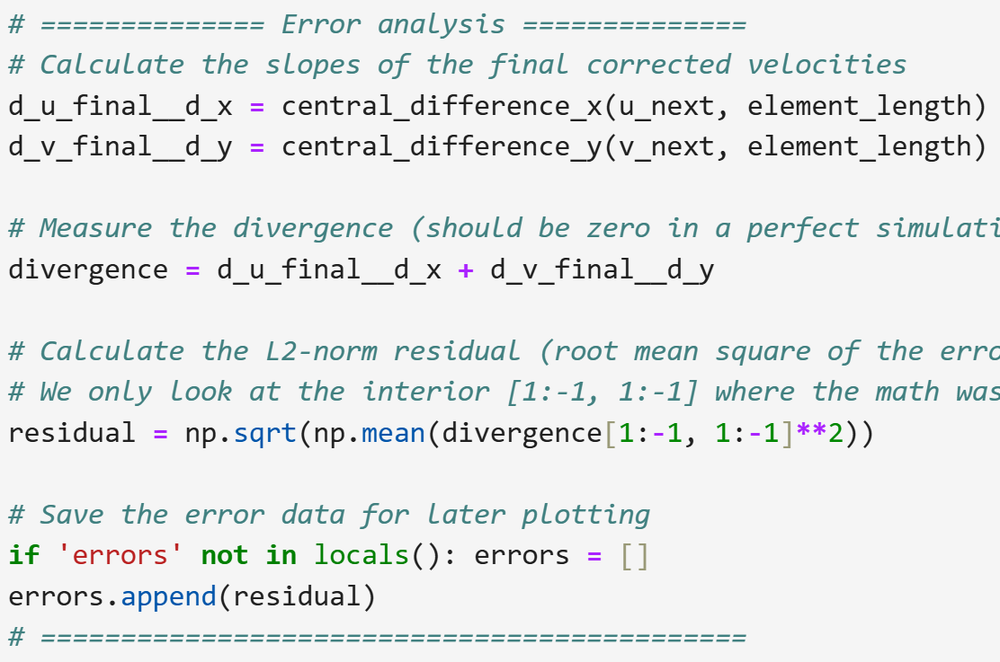 # ============== Error analysis ==============
# Calculate the slopes of the final corrected velocities
d_u_final__d_x = central_difference_x(u_next, element_length)
d_v_final__d_y = central_difference_y(v_next, element_length)
# Measure the divergence (should be zero in a perfect simulati
divergence = d_u_final__d_x + d_v_final__d_y
# Calculate the L2-norm residual (root mean square of the erro
# We only look at the interior [1:-1, 1:-1] where the math was
residual = np.sqrt(np.mean(divergence[1:-1, 1:-1]**2))
# Save the error data for later plotting
if 'errors' not in locals(): errors = []
errors.append(residual)
# ============================================